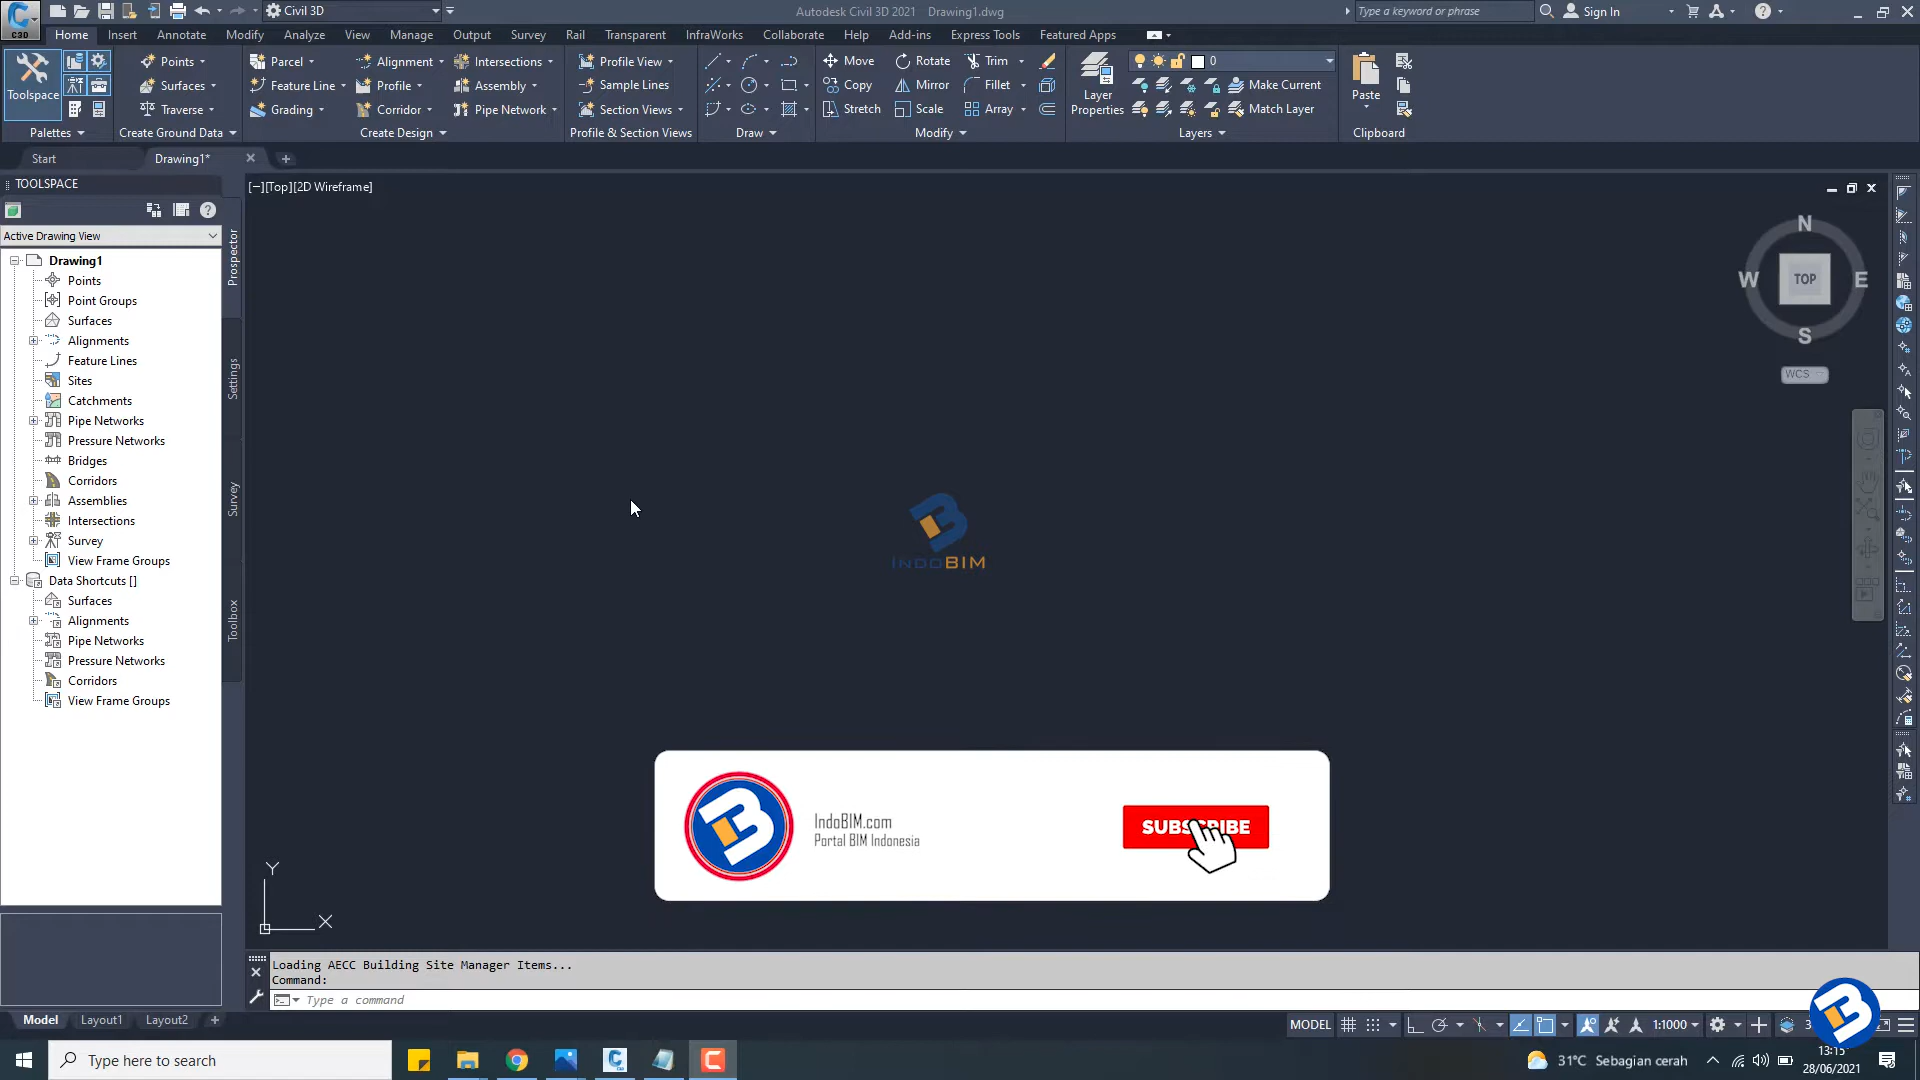 C3D
Civil 3D
Autodesk Civil 3D 2021 Drawing1.dwg
Type a keyword or phrase
Sign In
Home Insert Annotate Modify Analyze View Manage Output Survey Rail Transparent InfraWorks Collaborate Help Add-ins Express Tools Featured Apps
Toolspace
Points
Surfaces
Traverse
Parcel
Feature Line
Grading
Alignment
Profile
Corridor
Intersections
Assembly
Pipe Network
Profile View
Sample Lines
Section Views
Move
Copy
Stretch
Rotate
Mirror
Scale
Trim
Fillet
Array
Layer
Properties
0
Make Current
Match Layer
Paste
Palettes
Create Ground Data
Create Design
Profile & Section Views
Draw
Modify
Layers
Clipboard
Start
Drawing1*
TOOLSPACE
[−][Top][2D Wireframe]
Active Drawing View
Drawing1
Points
Point Groups
Surfaces
Alignments
Feature Lines
Sites
Catchments
Pipe Networks
Pressure Networks
Bridges
Corridors
Assemblies
Intersections
Survey
View Frame Groups
Data Shortcuts []
Surfaces
Alignments
Pipe Networks
Pressure Networks
Corridors
View Frame Groups
Prospector
Settings
Survey
Toolbox
N
W
TOP
E
S
WCS
INDOBIM
IndoBIM.com
Portal BIM Indonesia
SUBSCRIBE
Y
X
Loading AECC Building Site Manager Items...
Command:
Type a command
Model Layout1 Layout2
MODEL
1:1000
Type here to search
31°C Sebagian cerah
13:15
28/06/2021